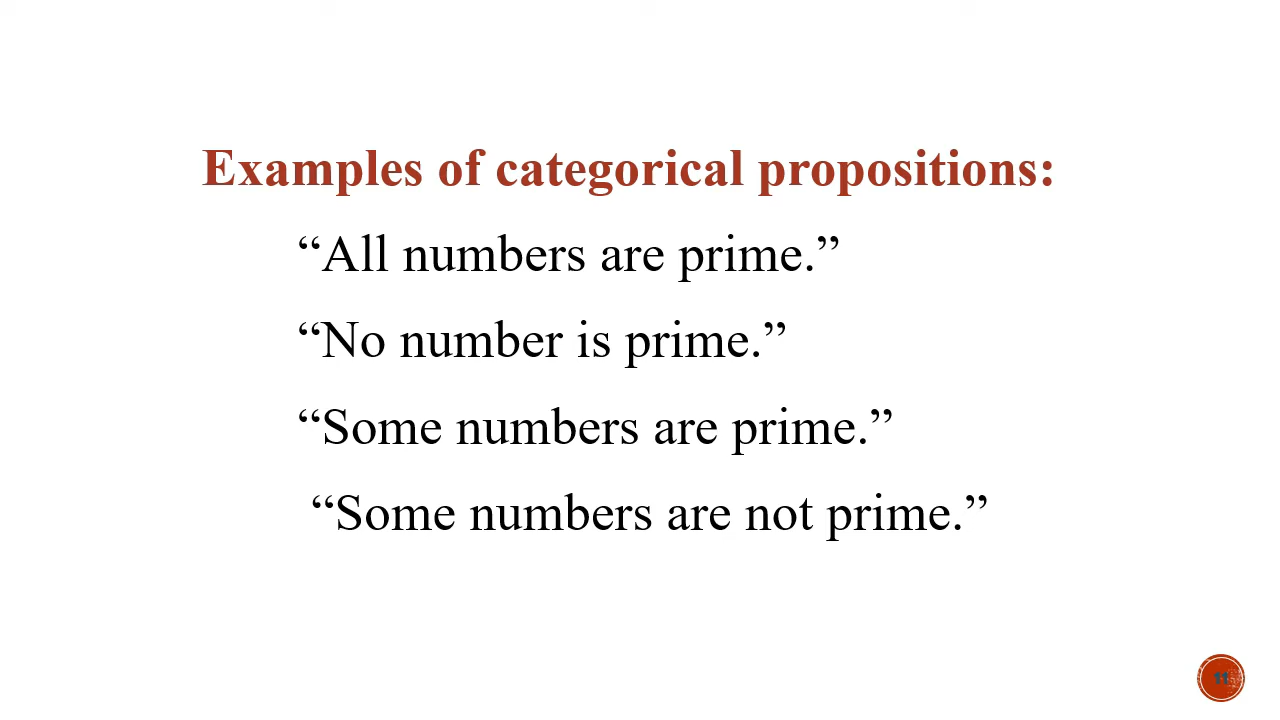 Examples of categorical propositions:
“All numbers are prime.”
“No number is prime.”
“Some numbers are prime.”
“Some numbers are not prime.”
11